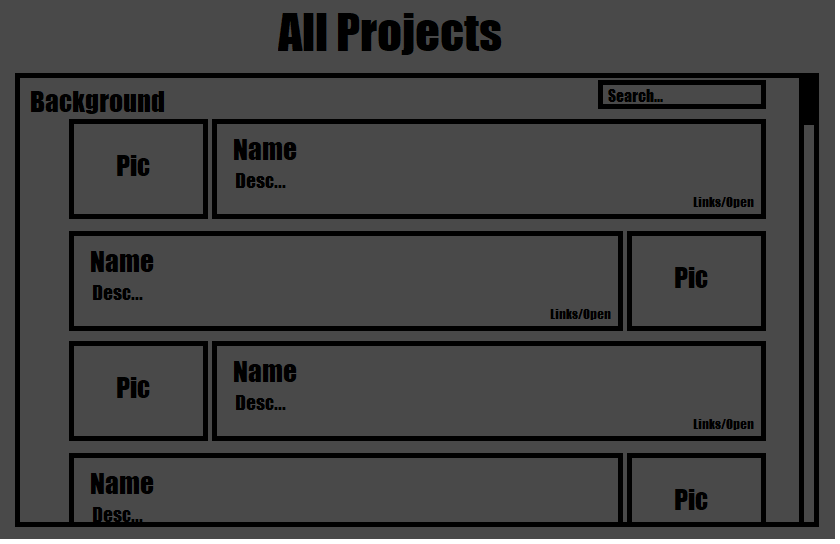 All Projects
Background
Search...
Pic
Name
Desc...
Links/Open
Name
Desc...
Links/Open
Pic
Pic
Name
Desc...
Links/Open
Name
Desc...
Pic